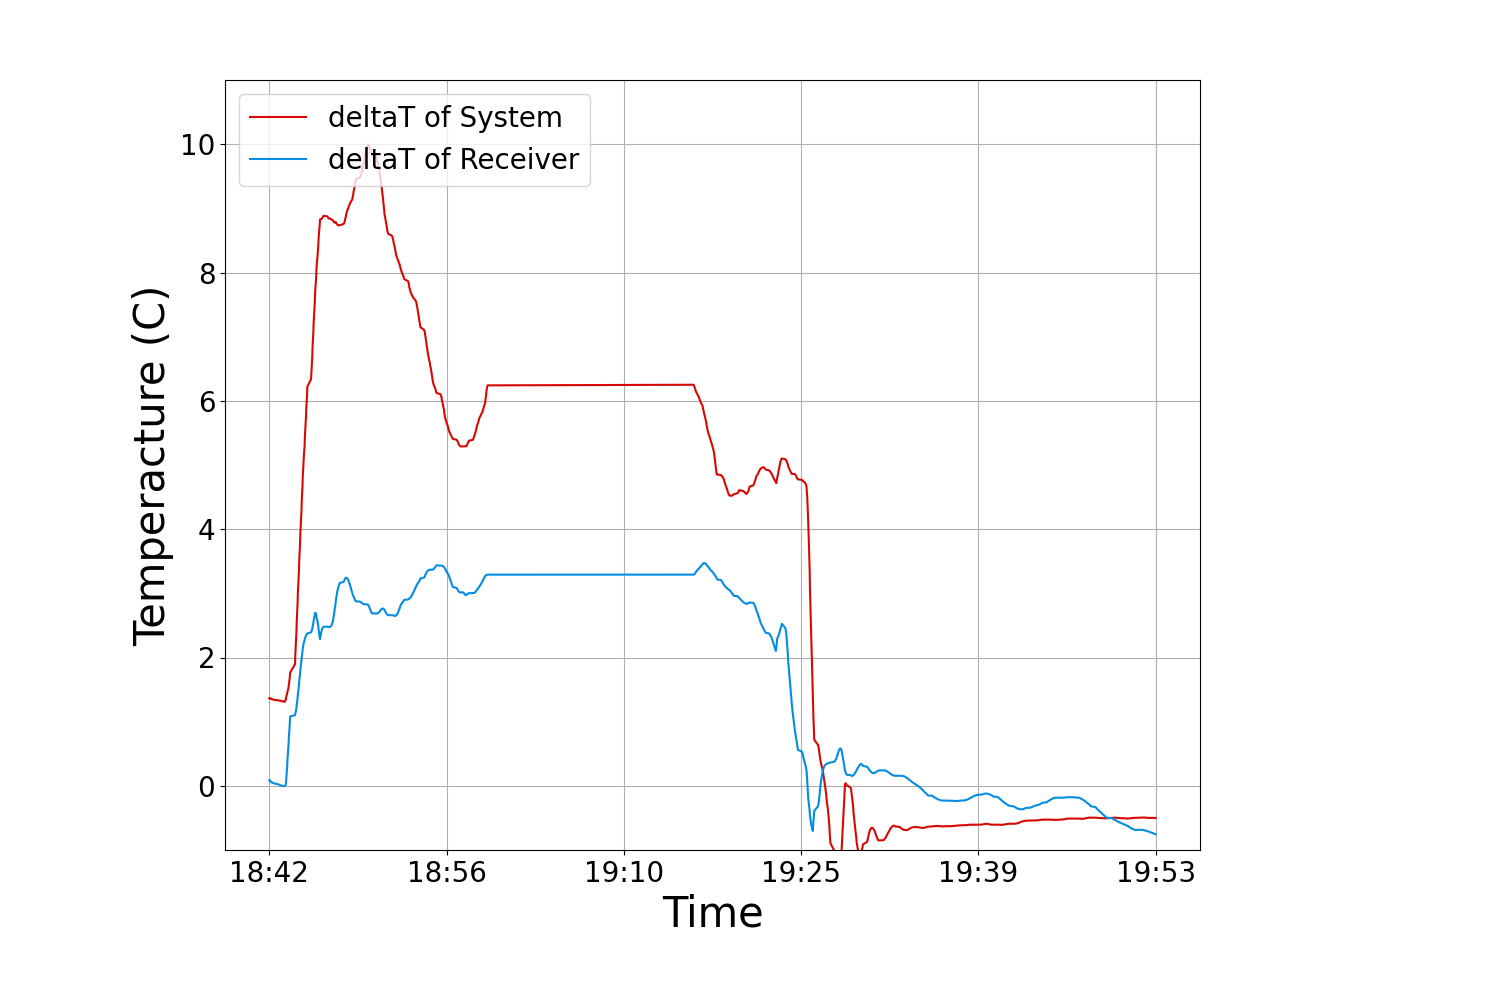 deltaT of System
deltaT of Receiver
10
8
6
4
2
0
Temperacture (C)
18:42 18:56 19:10 19:25 19:39 19:53
Time